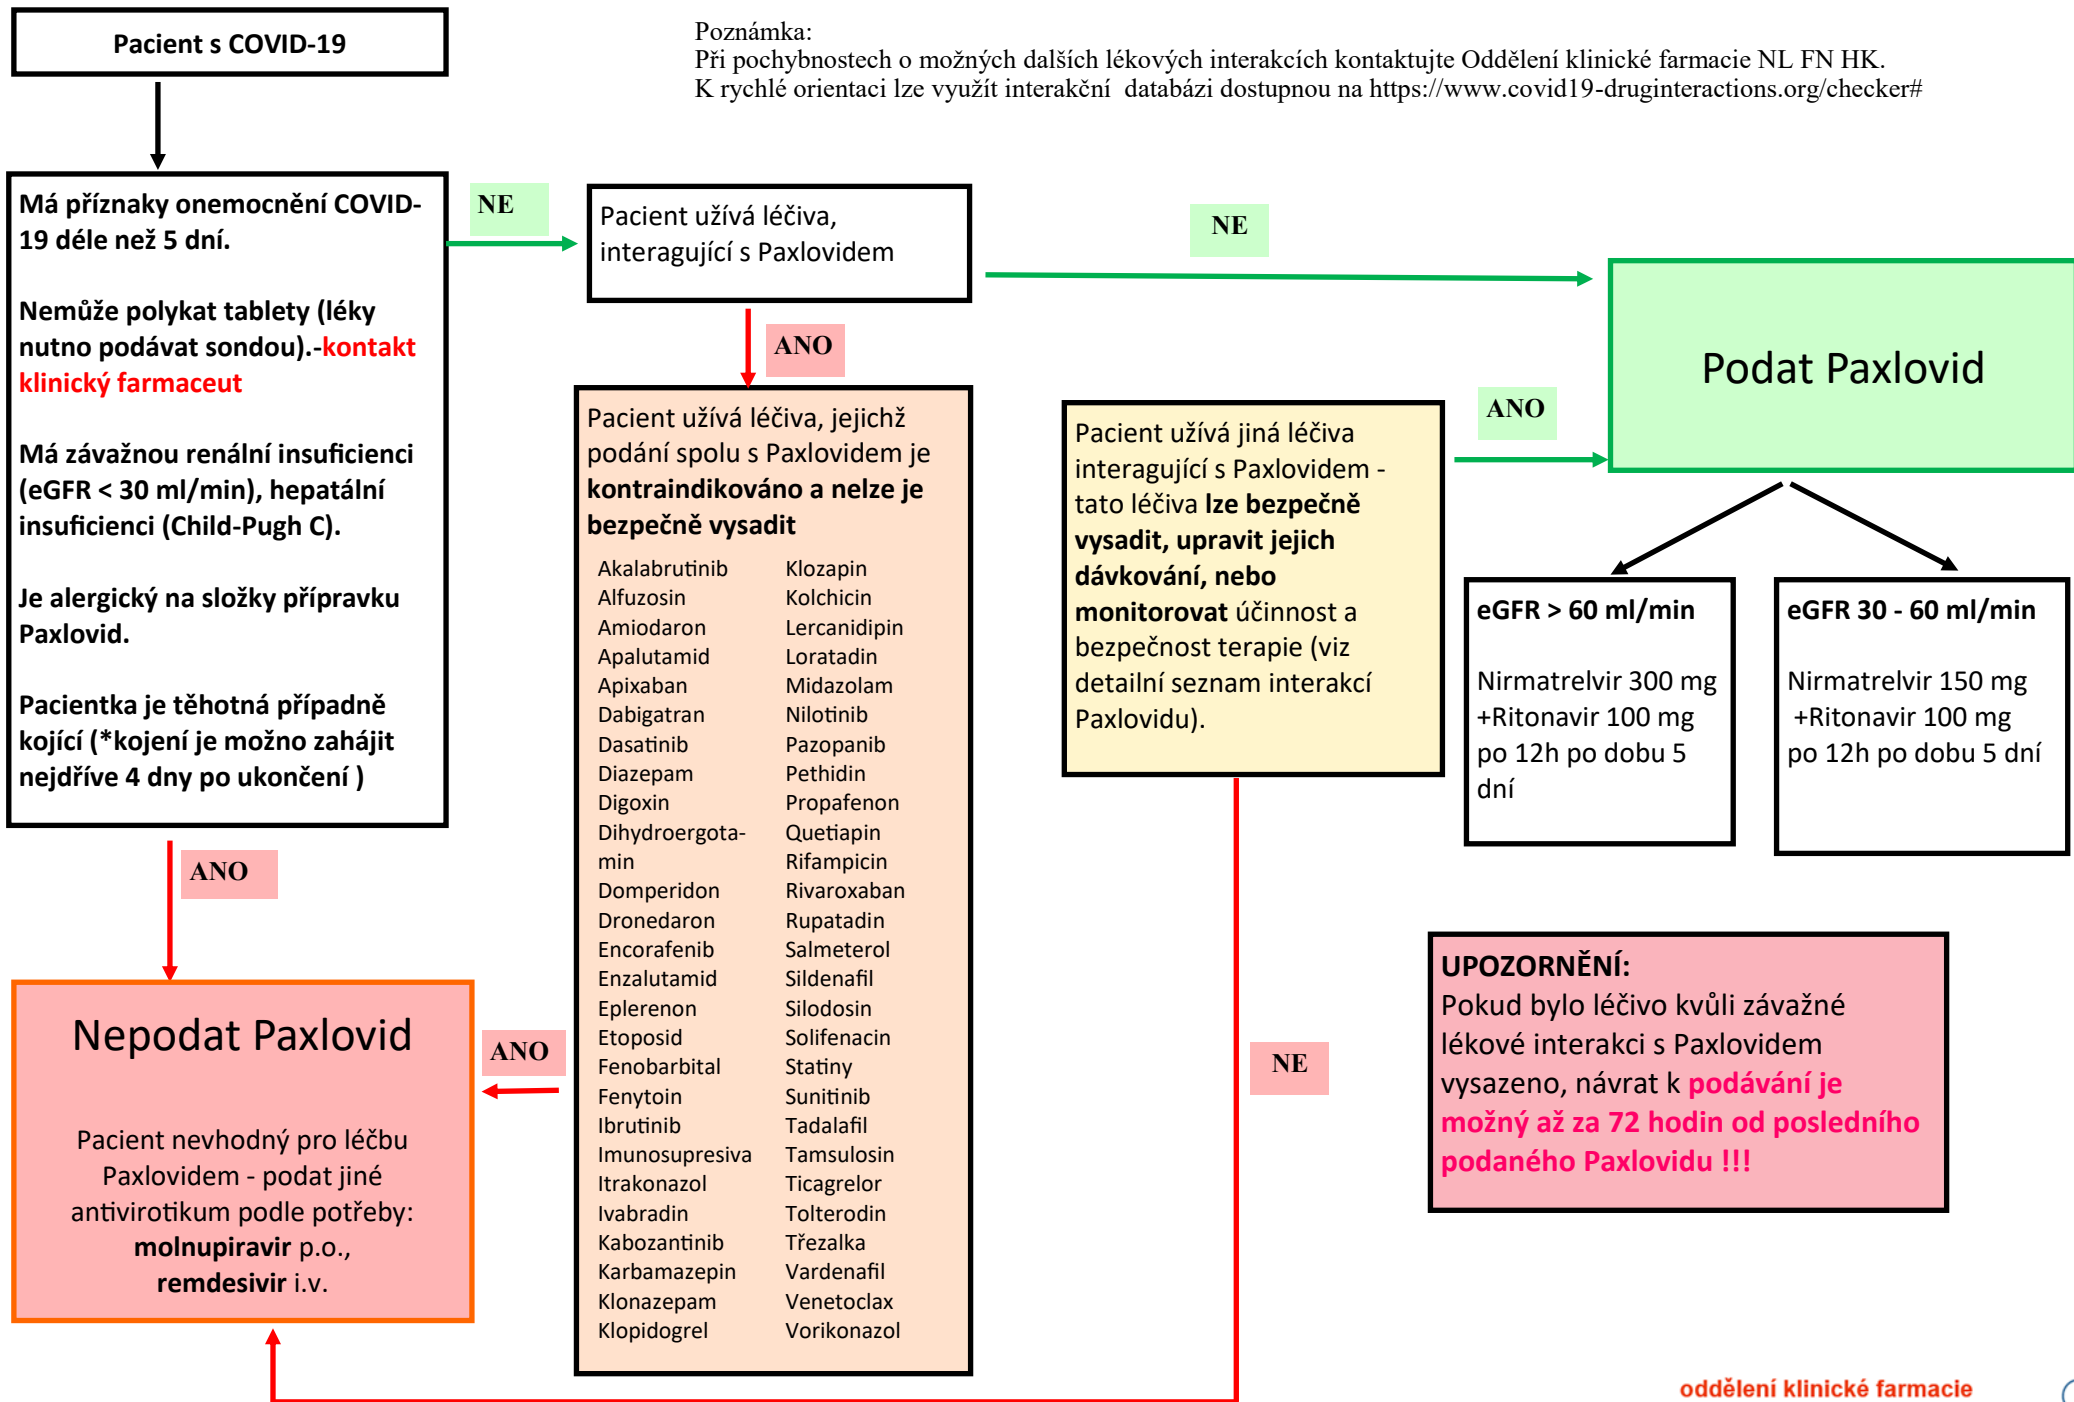 Pacient s COVID-19
Poznámka:
Při pochybnostech o možných dalších lékových interakcích kontaktujte Oddělení klinické farmacie NL FN HK.
K rychlé orientaci lze využít interakční  databázi dostupnou na https://www.covid19-druginteractions.org/checker#
Má příznaky onemocnění COVID-
19 déle než 5 dní.
Nemůže polykat tablety (léky
nutno podávat sondou).-kontakt
klinický farmaceut
Má závažnou renální insuficienci
(eGFR < 30 ml/min), hepatální
insuficienci (Child-Pugh C).
Je alergický na složky přípravku
Paxlovid.
Pacientka je těhotná případně
kojící (*kojení je možno zahájit
nejdříve 4 dny po ukončení )
NE
Pacient užívá léčiva,
interagující s Paxlovidem
NE
ANO
Pacient užívá léčiva, jejichž
podání spolu s Paxlovidem je
kontraindikováno a nelze je
bezpečně vysadit
Akalabrutinib
Alfuzosin
Amiodaron
Apalutamid
Apixaban
Dabigatran
Dasatinib
Diazepam
Digoxin
Dihydroergota-
min
Domperidon
Dronedaron
Encorafenib
Enzalutamid
Eplerenon
Etoposid
Fenobarbital
Fenytoin
Ibrutinib
Imunosupresiva
Itrakonazol
Ivabradin
Kabozantinib
Karbamazepin
Klonazepam
Klopidogrel
Klozapin
Kolchicin
Lercanidipin
Loratadin
Midazolam
Nilotinib
Pazopanib
Pethidin
Propafenon
Quetiapin
Rifampicin
Rivaroxaban
Rupatadin
Salmeterol
Sildenafil
Silodosin
Solifenacin
Statiny
Sunitinib
Tadalafil
Tamsulosin
Ticagrelor
Tolterodin
Třezalka
Vardenafil
Venetoclax
Vorikonazol
Pacient užívá jiná léčiva
interagující s Paxlovidem -
tato léčiva lze bezpečně
vysadit, upravit jejich
dávkování, nebo
monitorovat účinnost a
bezpečnost terapie (viz
detailní seznam interakcí
Paxlovidu).
ANO
Podat Paxlovid
eGFR > 60 ml/min
Nirmatrelvir 300 mg
+Ritonavir 100 mg
po 12h po dobu 5
dní
eGFR 30 - 60 ml/min
Nirmatrelvir 150 mg
+Ritonavir 100 mg
po 12h po dobu 5 dní
ANO
Nepodat Paxlovid
Pacient nevhodný pro léčbu
Paxlovidem - podat jiné
antivirotikum podle potřeby:
molnupiravir p.o.,
remdesivir i.v.
ANO
NE
UPOZORNĚNÍ:
Pokud bylo léčivo kvůli závažné
lékové interakci s Paxlovidem
vysazeno, návrat k podávání je
možný až za 72 hodin od posledního
podaného Paxlovidu !!!
oddělení klinické farmacie